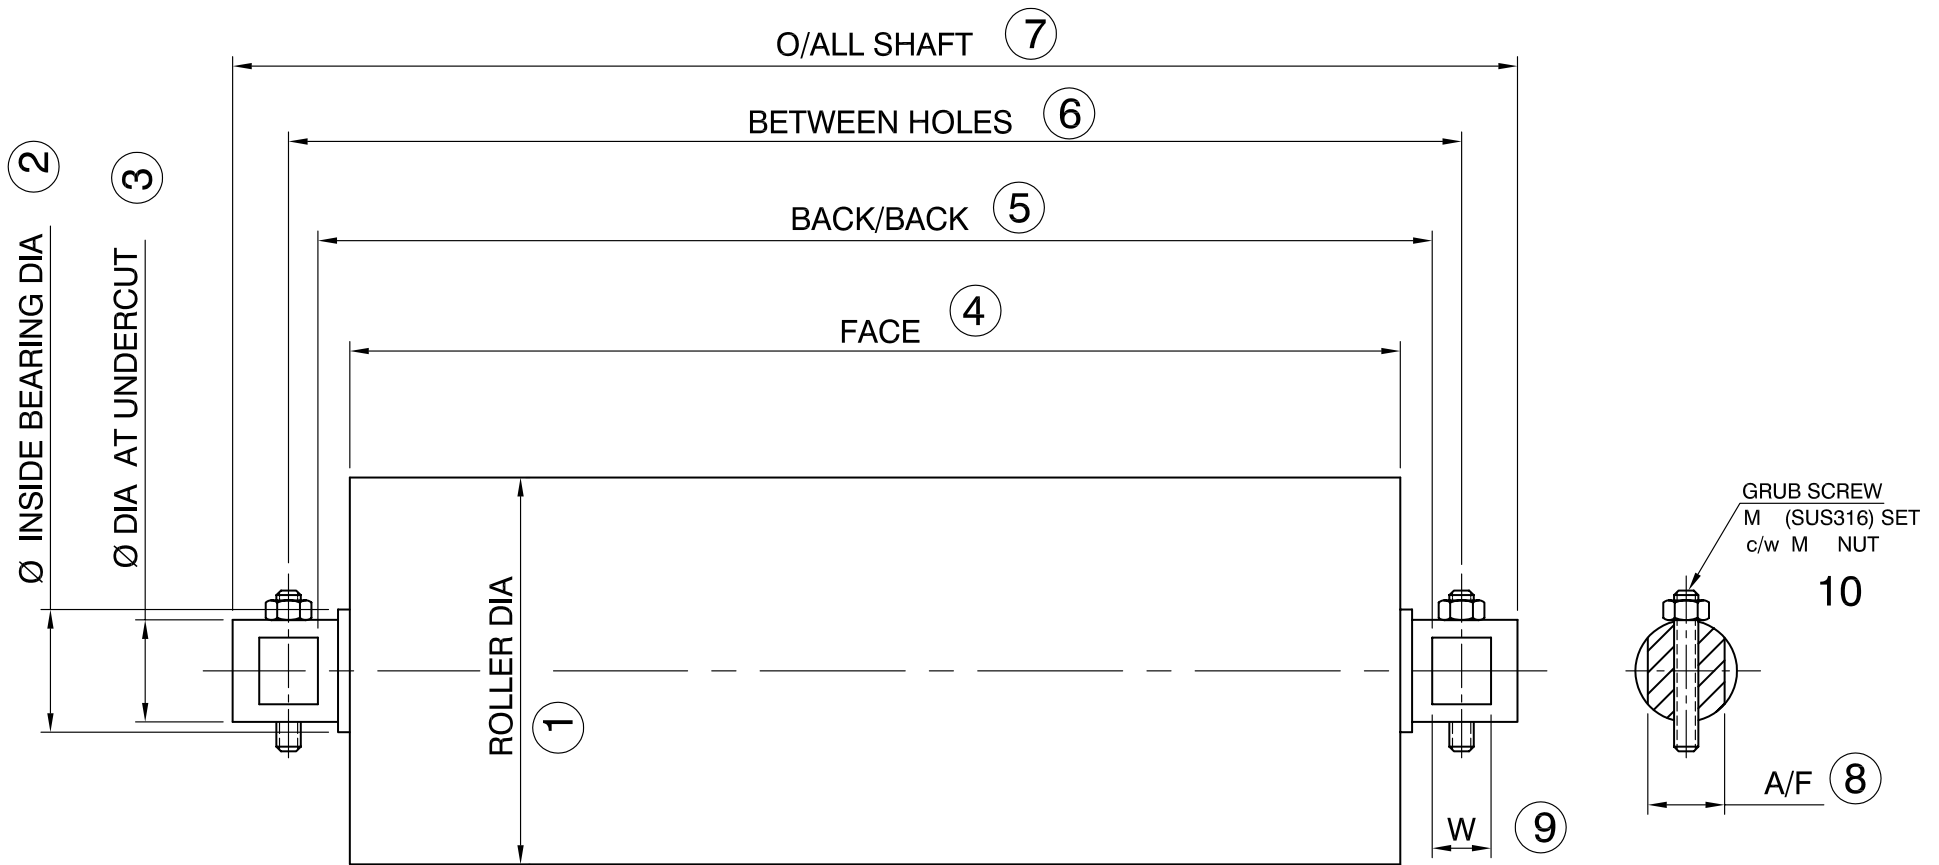 O/ALL SHAFT 7
BETWEEN HOLES 6
BACK/BACK 5
FACE 4
Ø INSIDE BEARING DIA 2
Ø DIA AT UNDERCUT 3
ROLLER DIA 1
GRUB SCREW
M (SUS316) SET
c/w M NUT
10
A/F 8
W 9